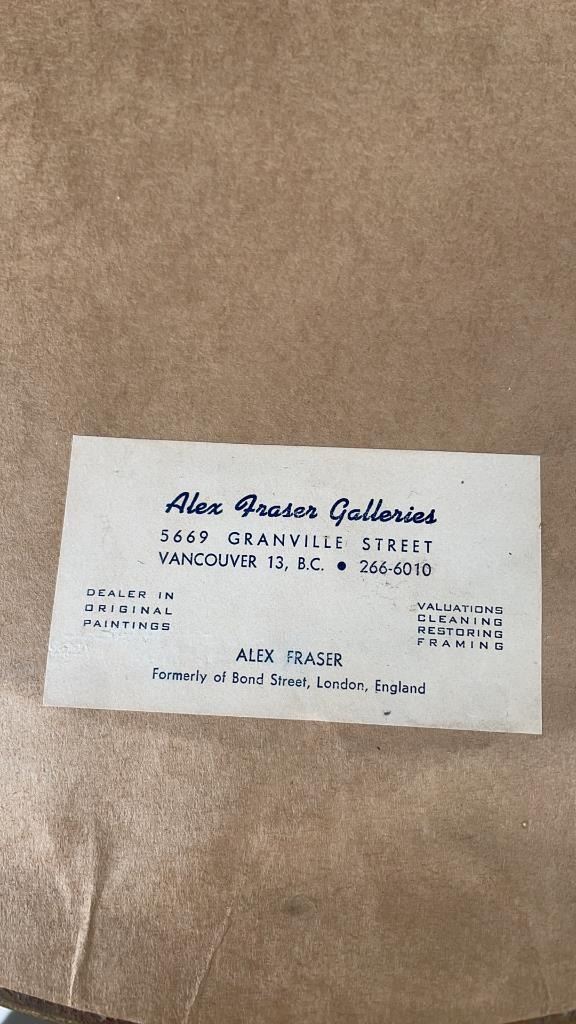 Alex Fraser Galleries
5669 GRANVILLE STREET
VANCOUVER 13, B.C. ● 266-6010
DEALER IN
ORIGINAL
PAINTINGS
VALUATIONS
CLEANING
RESTORING
FRAMING
ALEX FRASER
Formerly of Bond Street, London, England